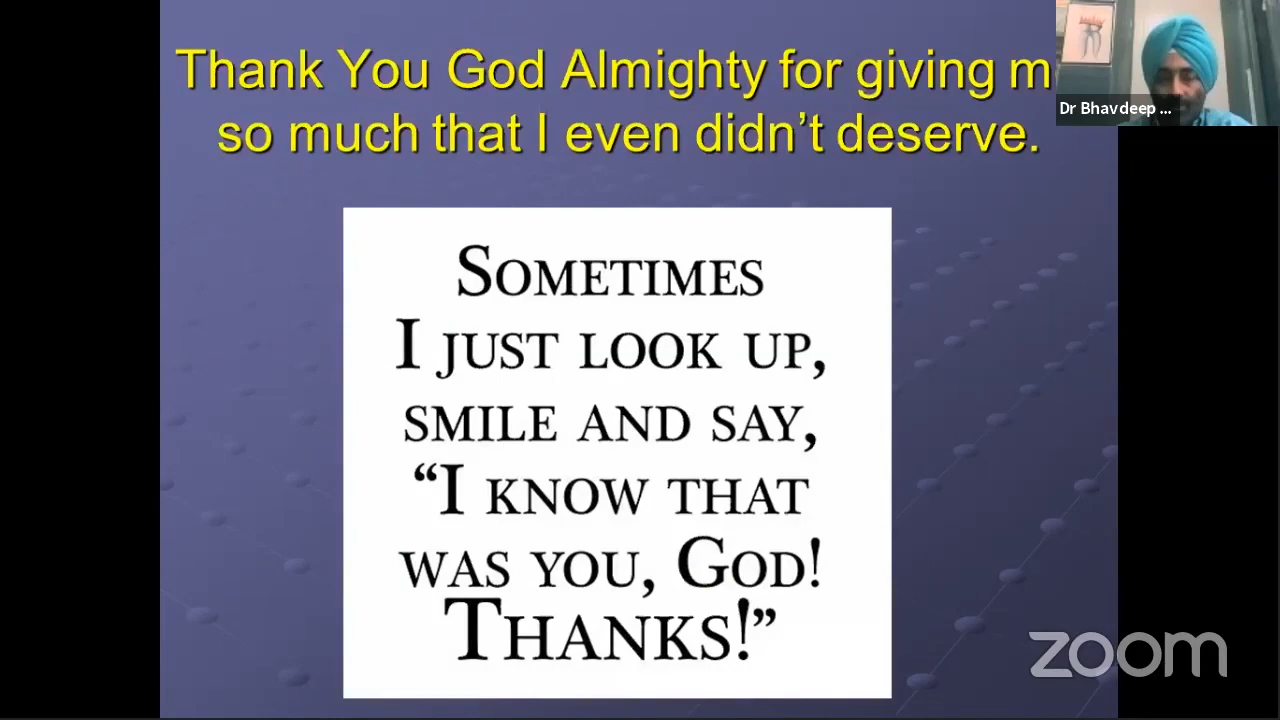 Thank You God Almighty for giving m
so much that I even didn't deserve.
Dr Bhavdeep ...
SOMETIMES
I JUST LOOK UP,
SMILE AND SAY,
“I KNOW THAT
WAS YOU, GOD!
THANKS!”
zoom